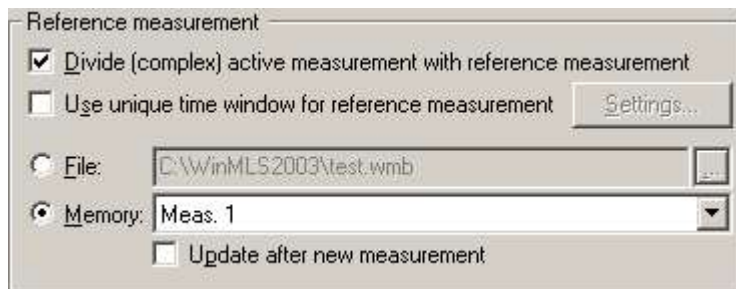 Reference measurement
Divide (complex) active measurement with reference measurement
Use unique time window for reference measurement Settings...
File: C:\WinMLS2003\test.wmb ...
Memory: Meas. 1
Update after new measurement